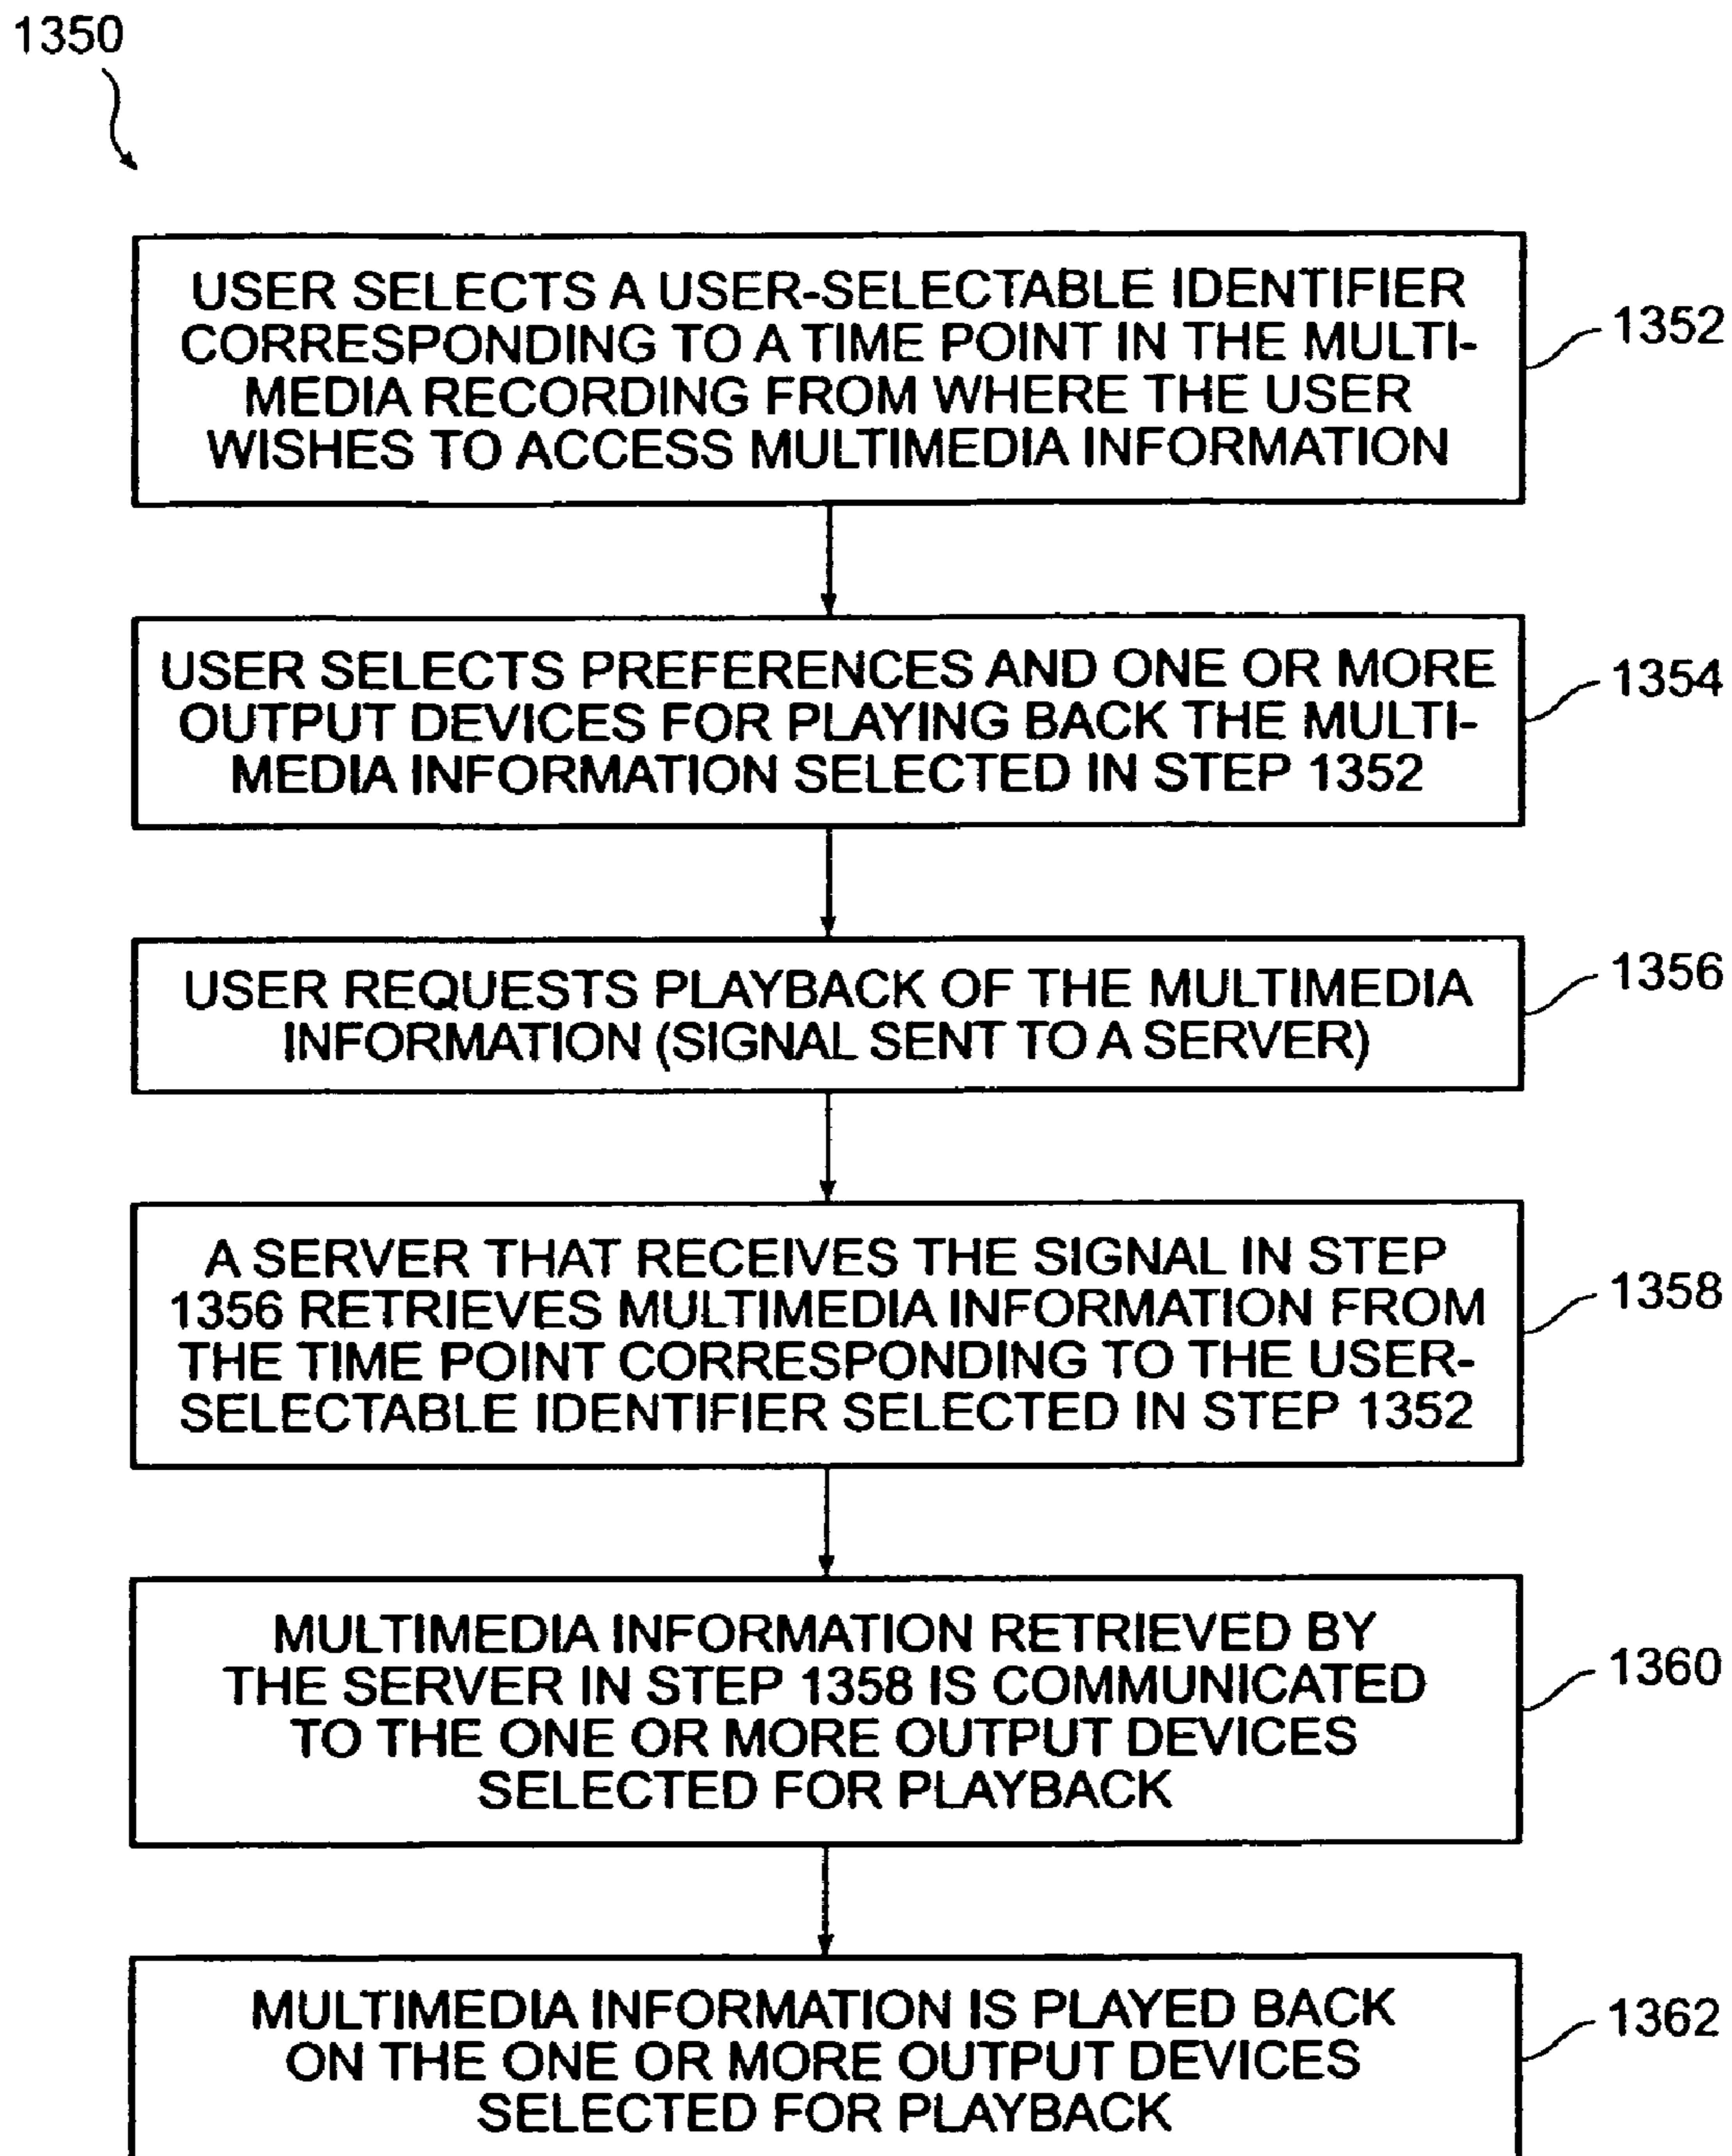 1350
USER SELECTS A USER-SELECTABLE IDENTIFIER
CORRESPONDING TO A TIME POINT IN THE MULTI-
MEDIA RECORDING FROM WHERE THE USER
WISHES TO ACCESS MULTIMEDIA INFORMATION
1352
USER SELECTS PREFERENCES AND ONE OR MORE
OUTPUT DEVICES FOR PLAYING BACK THE MULTI-
MEDIA INFORMATION SELECTED IN STEP 1352
1354
USER REQUESTS PLAYBACK OF THE MULTIMEDIA
INFORMATION (SIGNAL SENT TO A SERVER)
1356
A SERVER THAT RECEIVES THE SIGNAL IN STEP
1356 RETRIEVES MULTIMEDIA INFORMATION FROM
THE TIME POINT CORRESPONDING TO THE USER-
SELECTABLE IDENTIFIER SELECTED IN STEP 1352
1358
MULTIMEDIA INFORMATION RETRIEVED BY
THE SERVER IN STEP 1358 IS COMMUNICATED
TO THE ONE OR MORE OUTPUT DEVICES
SELECTED FOR PLAYBACK
1360
MULTIMEDIA INFORMATION IS PLAYED BACK
ON THE ONE OR MORE OUTPUT DEVICES
SELECTED FOR PLAYBACK
1362